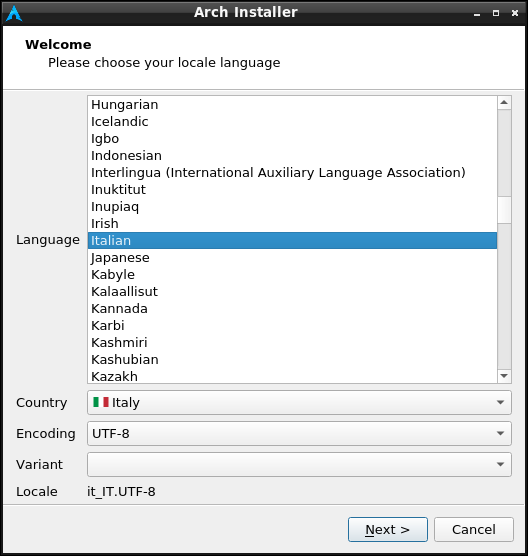 Arch Installer
Welcome
Please choose your locale language
Hungarian
Icelandic
Igbo
Indonesian
Interlingua (International Auxiliary Language Association)
Inuktitut
Inupiaq
Irish
Language
Italian
Japanese
Kabyle
Kalaallisut
Kannada
Karbi
Kashmiri
Kashubian
Kazakh
Country Italy
Encoding UTF-8
Variant
Locale it_IT.UTF-8
Next > Cancel